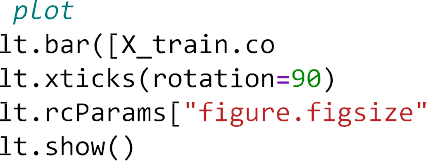 plot
lt.bar([X_train.co
lt.xticks(rotation=90)
lt.rcParams["figure.figsize"
lt.show()